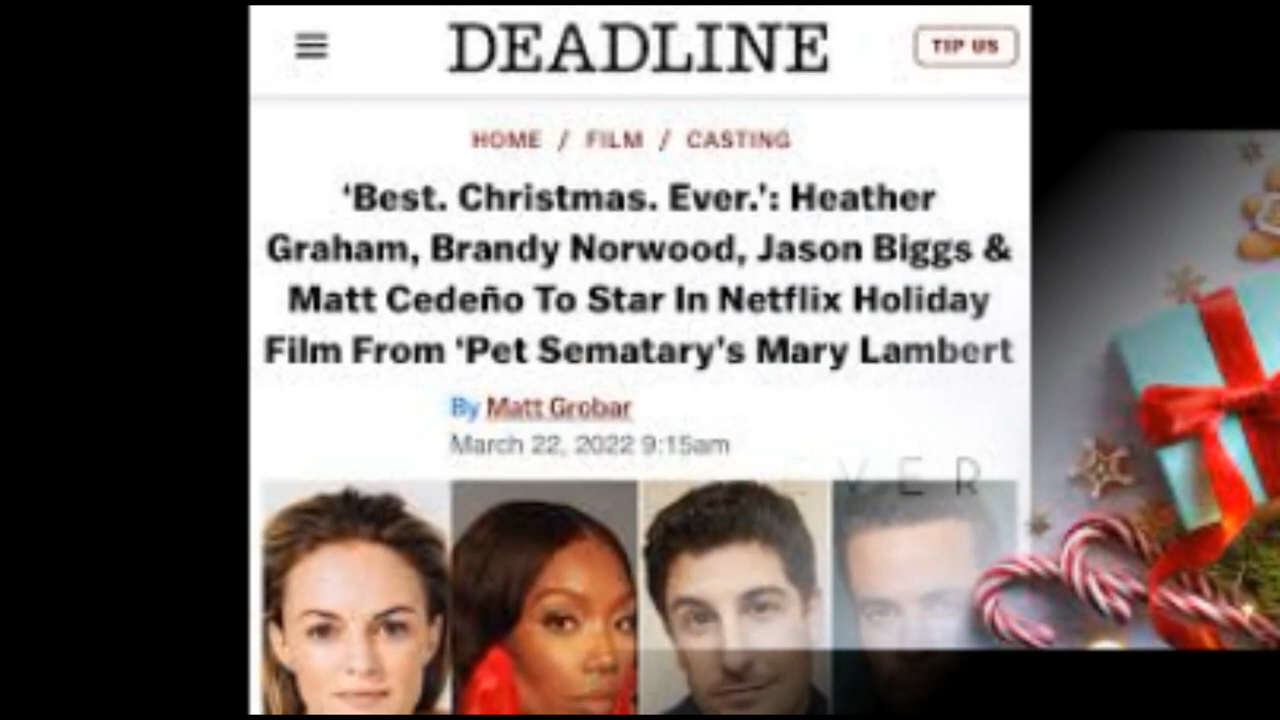 DEADLINE
TIP US
HOME / FILM / CASTING
‘Best. Christmas. Ever.’: Heather
Graham, Brandy Norwood, Jason Biggs &
Matt Cedeño To Star In Netflix Holiday
Film From ‘Pet Sematary’s Mary Lambert
By Matt Grobar
March 22, 2022 9:15am
VER